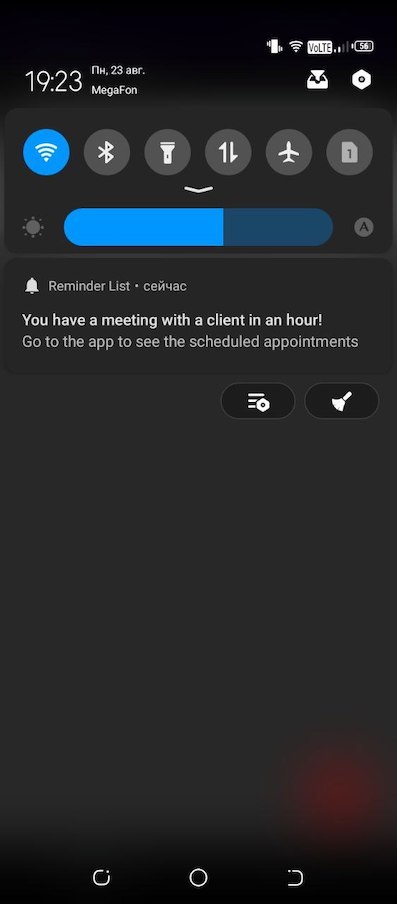 VoLTE 56
19:23
Пн, 23 авг.
MegaFon
1
A
Reminder List • сейчас
You have a meeting with a client in an hour!
Go to the app to see the scheduled appointments